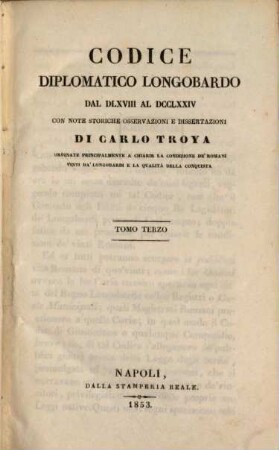 CODICE
DIPLOMATICO LONGOBARDO
DAL DLXVIII AL DCCLXXIV
CON NOTE STORICHE OSSERVAZIONI E DISSERTAZIONI
DI CARLO TROYA
ORDINATE PRINCIPALMENTE A CHIARIR LA CONDIZIONE DE' ROMANI
VINTI DA' LONGOBARDI E LA QUALITÀ DELLA CONQUISTA
TOMO TERZO
NAPOLI,
DALLA STAMPERIA REALE.
1853.